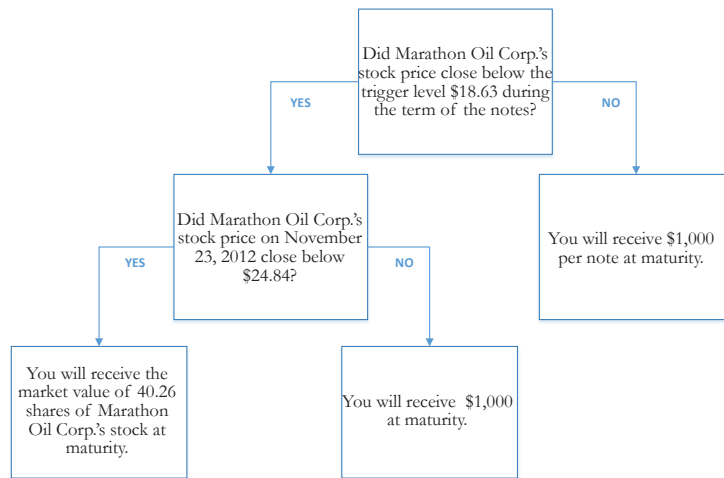 Did Marathon Oil Corp.'s
stock price close below the
trigger level $18.63 during
the term of the notes?
YES
NO
Did Marathon Oil Corp.'s
stock price on November
23, 2012 close below
$24.84?
You will receive $1,000
per note at maturity.
YES
NO
You will receive the
market value of 40.26
shares of Marathon
Oil Corp.'s stock at
maturity.
You will receive $1,000
at maturity.